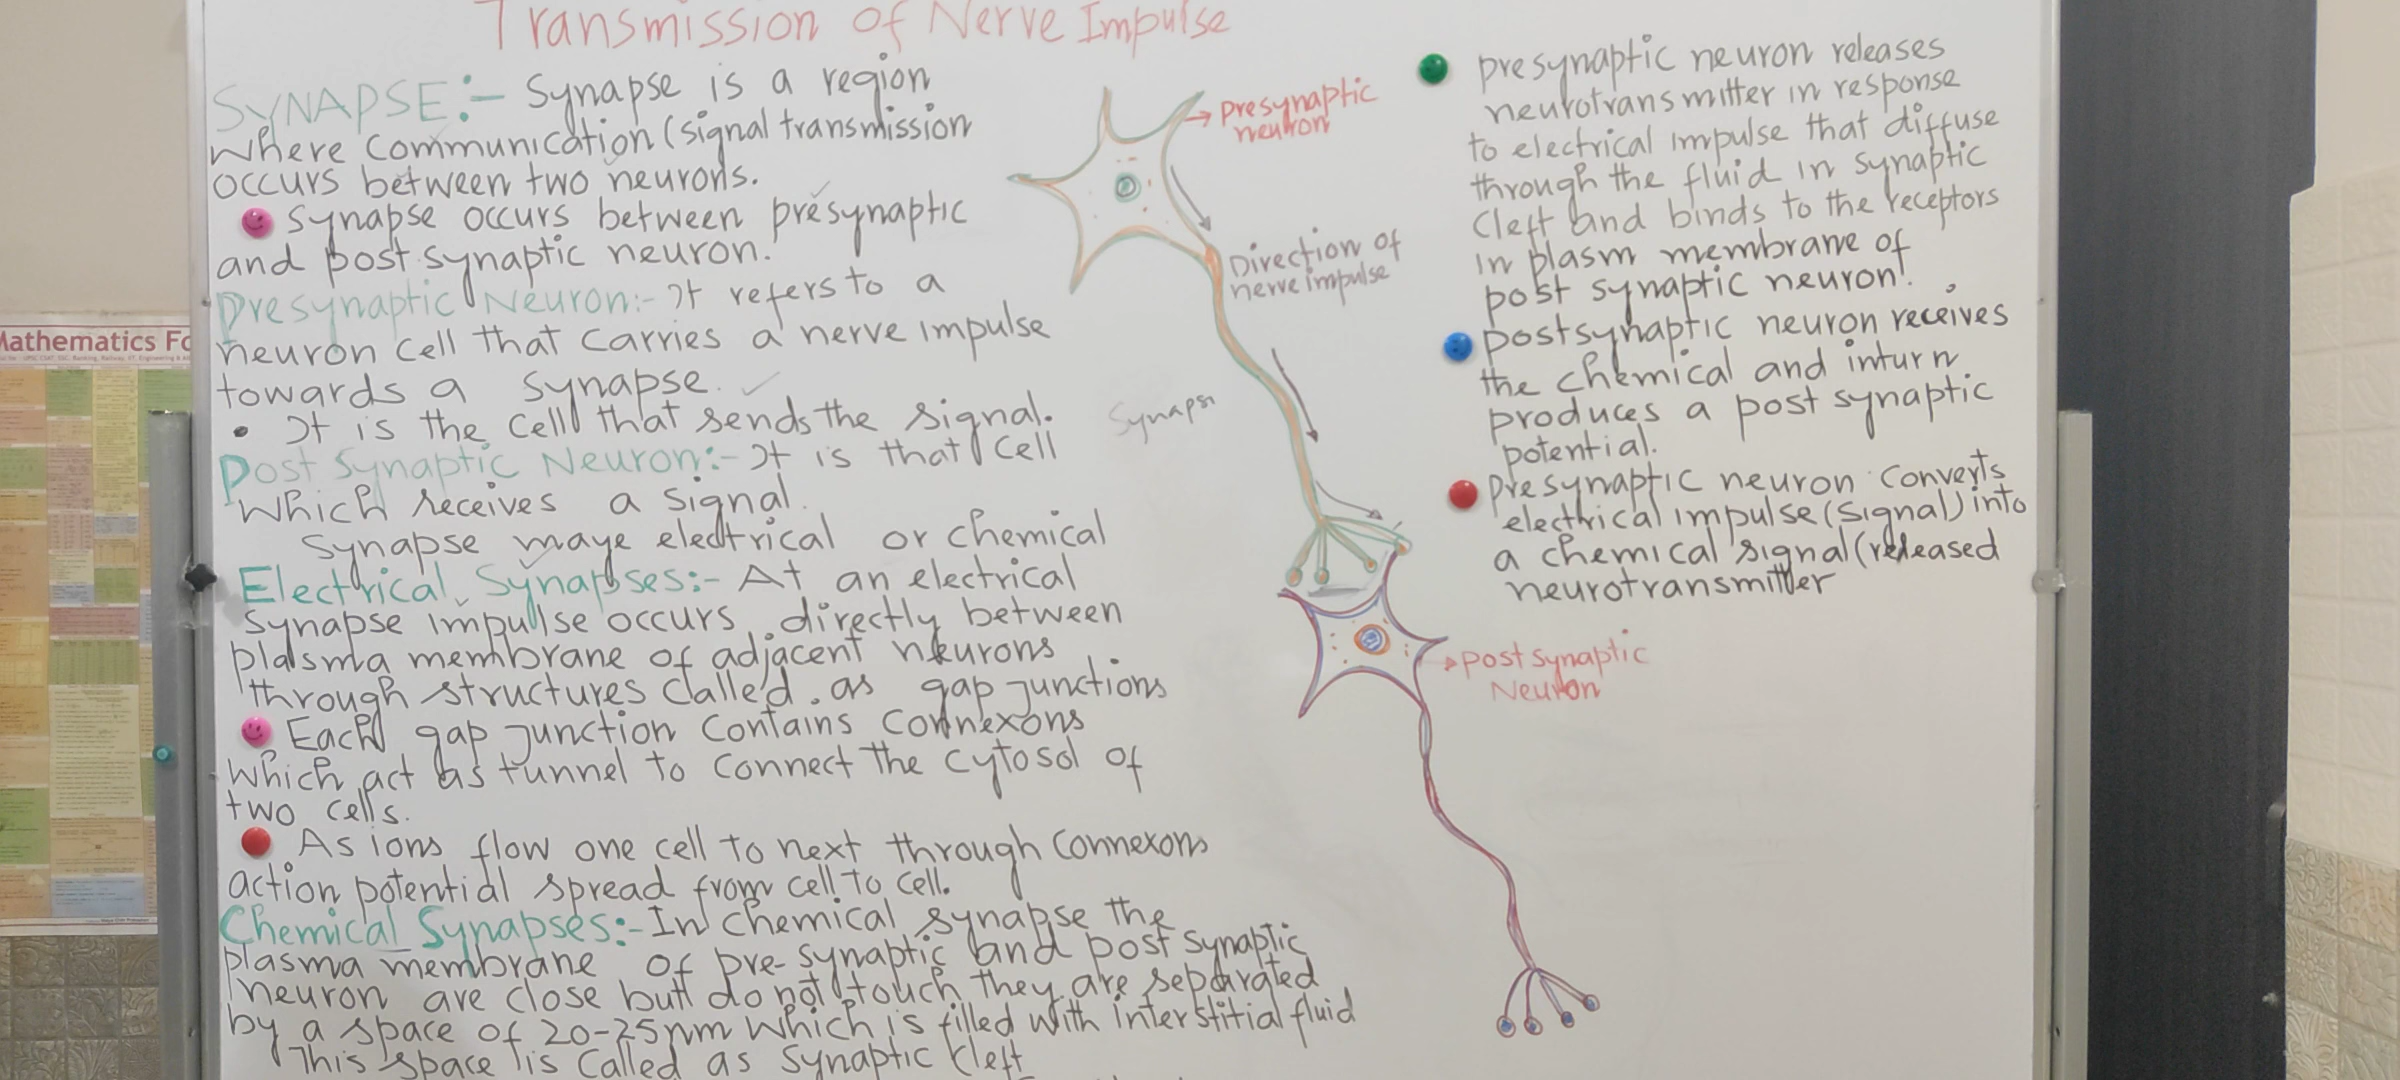 Transmission of Nerve Impulse
SYNAPSE:- Synapse is a region
where communication (signal transmission
occurs between two neurons.
synapse occurs between presynaptic
and post synaptic neuron.
Presynaptic Neuron:- It refers to a
neuron cell that carries a nerve impulse
towards a synapse.
• It is the cell that sends the signal.
Post Synaptic Neuron:- It is that cell
which receives a signal.
Synapse maye electrical or chemical
Electrical Synapses:- At an electrical
synapse impulse occurs directly between
plasma membrane of adjacent neurons
through structures called as gap junctions
Each gap junction contains connexons
which act as tunnel to connect the cytosol of
two cells.
As ions flow one cell to next through connexons
action potential spread from cell to cell.
Chemical Synapses:- In chemical synapse the
plasma membrane of pre-synaptic and post synaptic
neuron are close but do not touch they are separated
by a space of 20-25nm which is filled with interstitial fluid
This space is called as synaptic cleft
Presynaptic
neuron
Direction of
nerve impulse
Synaps
Post synaptic
Neuron
presynaptic neuron releases
neurotransmitter in response
to electrical impulse that diffuse
through the fluid in synaptic
cleft and binds to the receptors
in plasm membrane of
post synaptic neuron.
postsynaptic neuron receives
the chemical and inturn
produces a post synaptic
potential.
presynaptic neuron converts
electrical impulse (signal) into
a chemical signal (released
neurotransmitter
Mathematics Fo